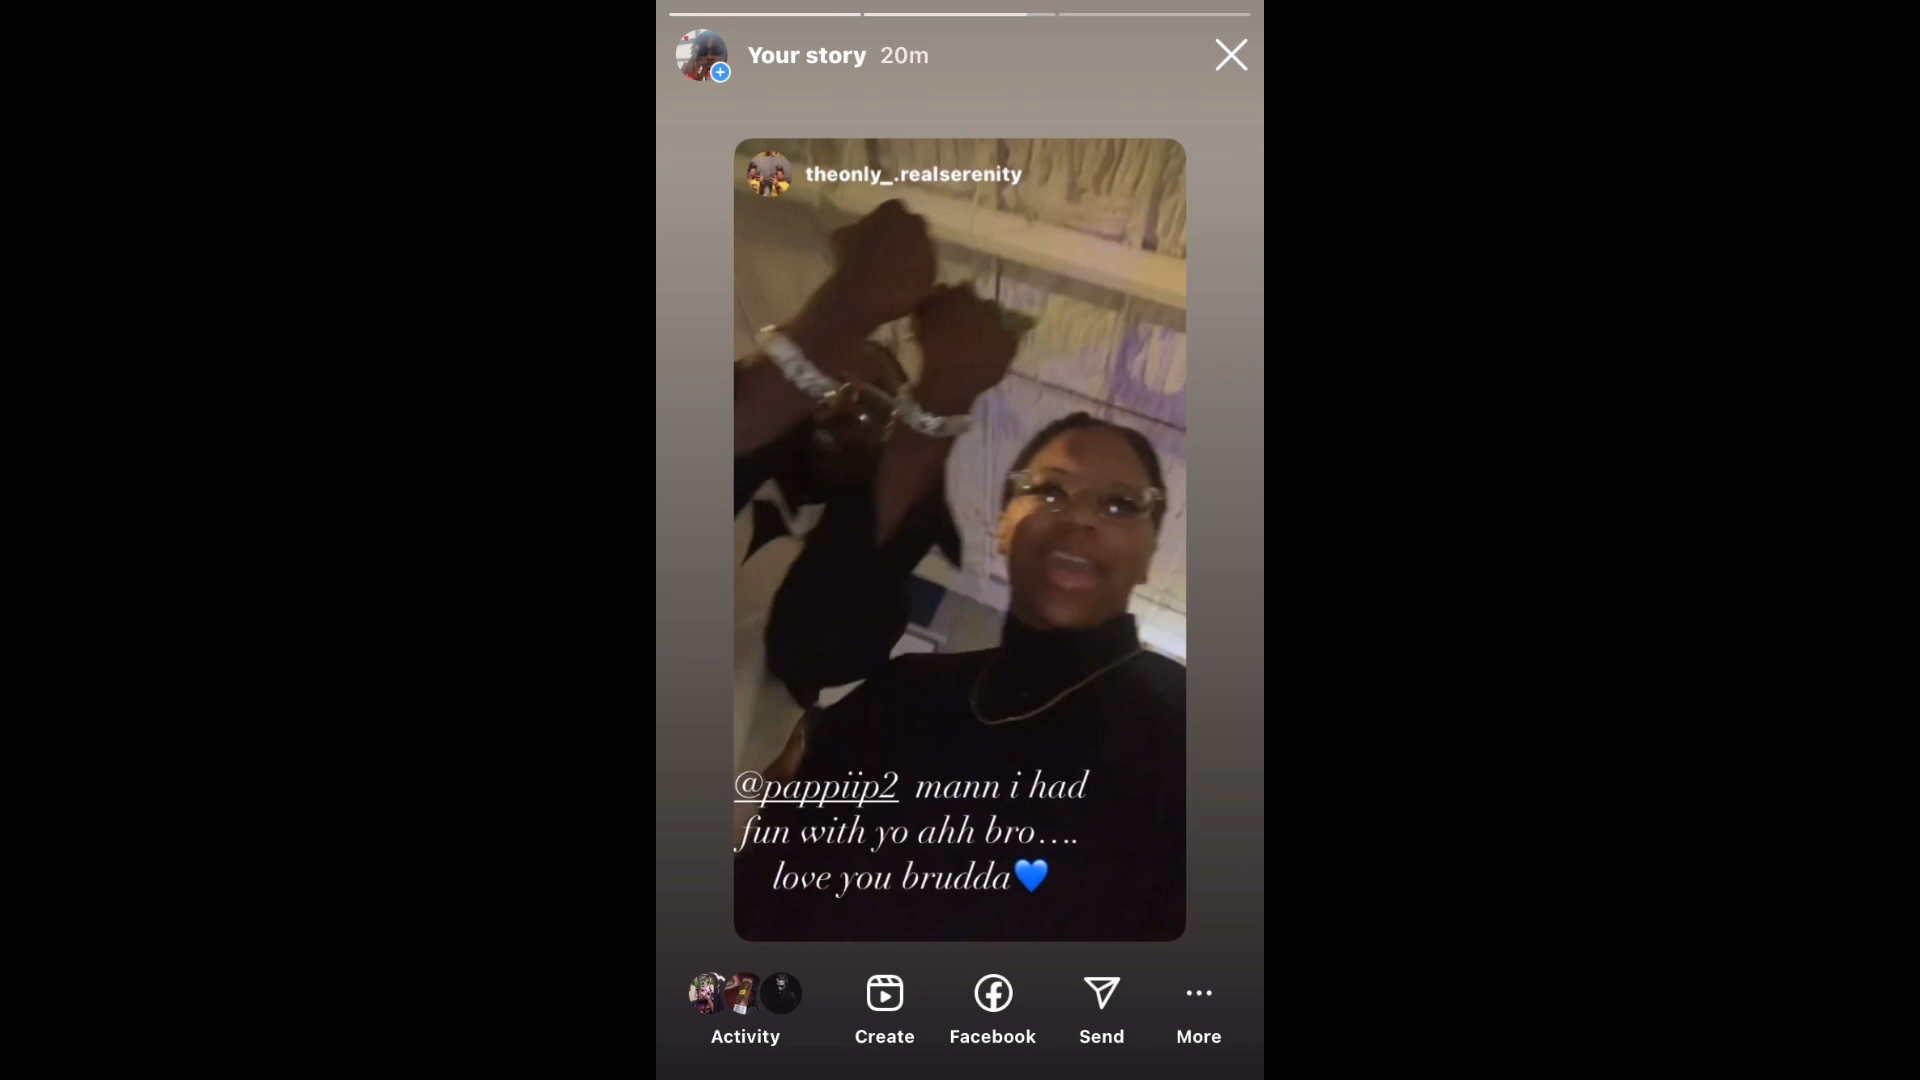 Your story 20m
theonly_.realserenity
@pappiip2 mann i had
fun with yo ahh bro....
love you brudda💙
Activity Create Facebook Send More